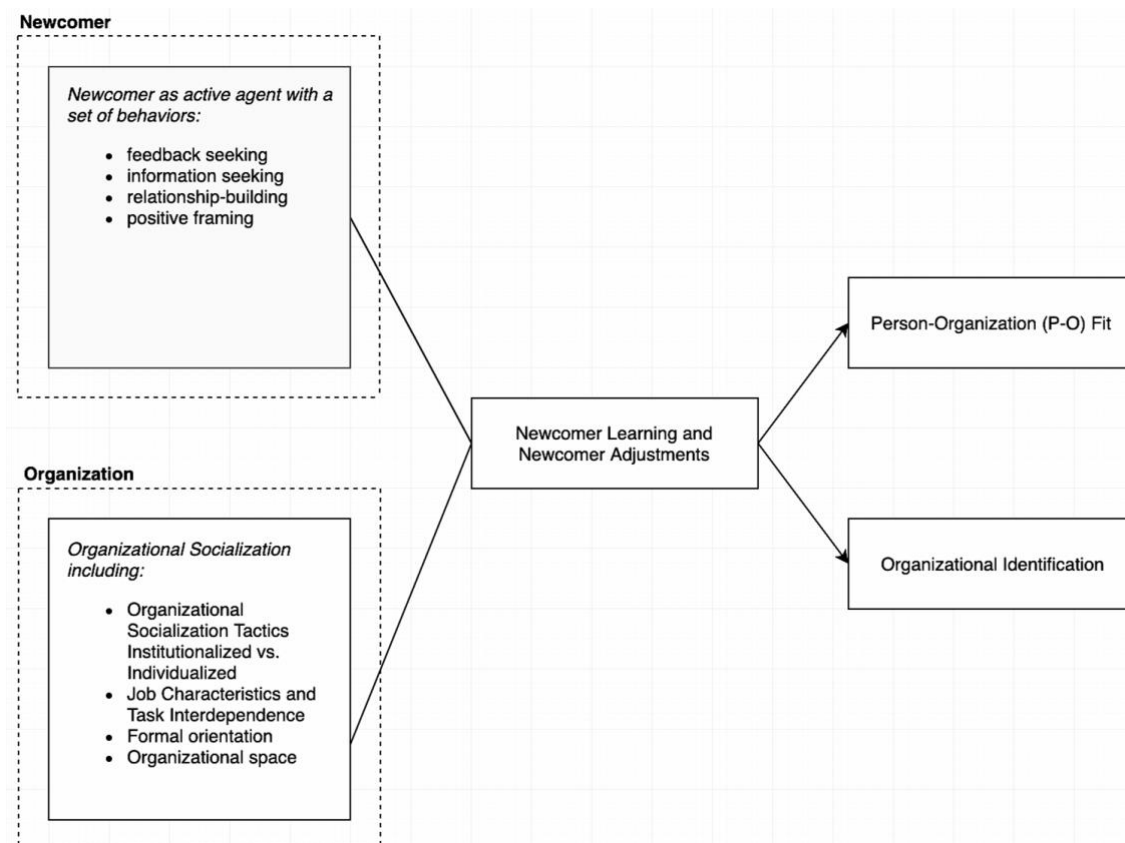 Newcomer
Newcomer as active agent with a
set of behaviors:
• feedback seeking
• information seeking
• relationship-building
• positive framing
Organization
Organizational Socialization
including:
• Organizational
Socialization Tactics
Institutionalized vs.
Individualized
• Job Characteristics and
Task Interdependence
• Formal orientation
• Organizational space
Newcomer Learning and
Newcomer Adjustments
Person-Organization (P-O) Fit
Organizational Identification